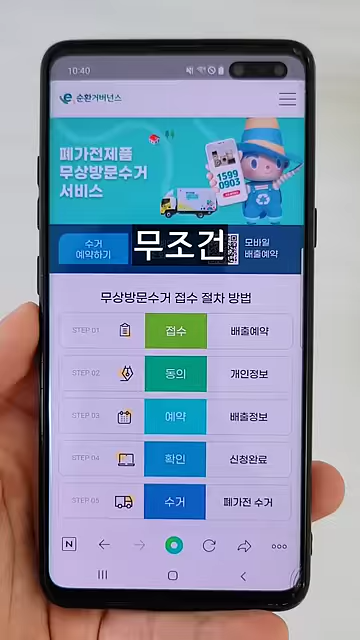 10:40
e 순환거버넌스
폐가전제품
무상방문수거
서비스
1599
0903
수거
예약하기
무조건
모바일
배출예약
무상방문수거 접수 절차 방법
STEP 01 접수 배출예약
STEP 02 동의 개인정보
STEP 03 예약 배출정보
STEP 04 확인 신청완료
STEP 05 수거 폐가전 수거
N